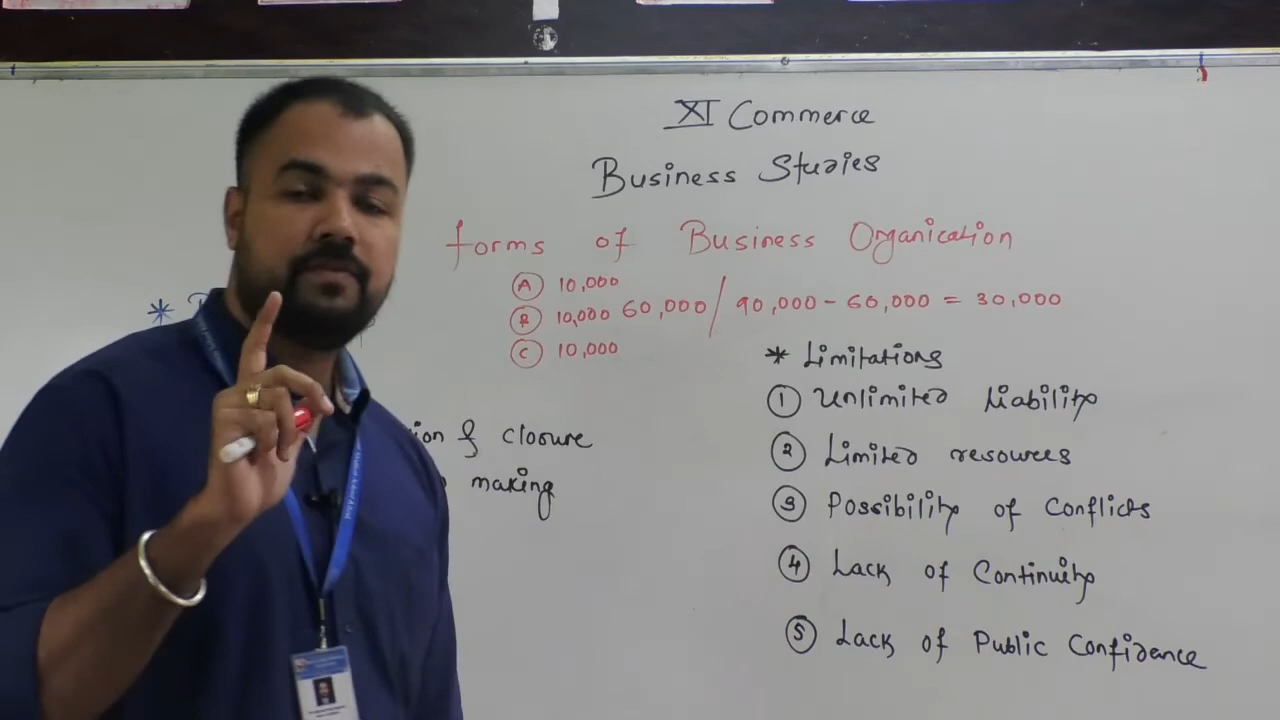 XI Commerce
Business Studies
forms of Business Organication
A 10,000
B 10,000 60,000 / 90,000 - 60,000 = 30,000
C 10,000
* Limitations
1 Unlimited Liability
2 Limited resources
3 Possibility of Conflicts
4 Lack of Continuity
5 Lack of Public Confidence
*
ion & closure
making